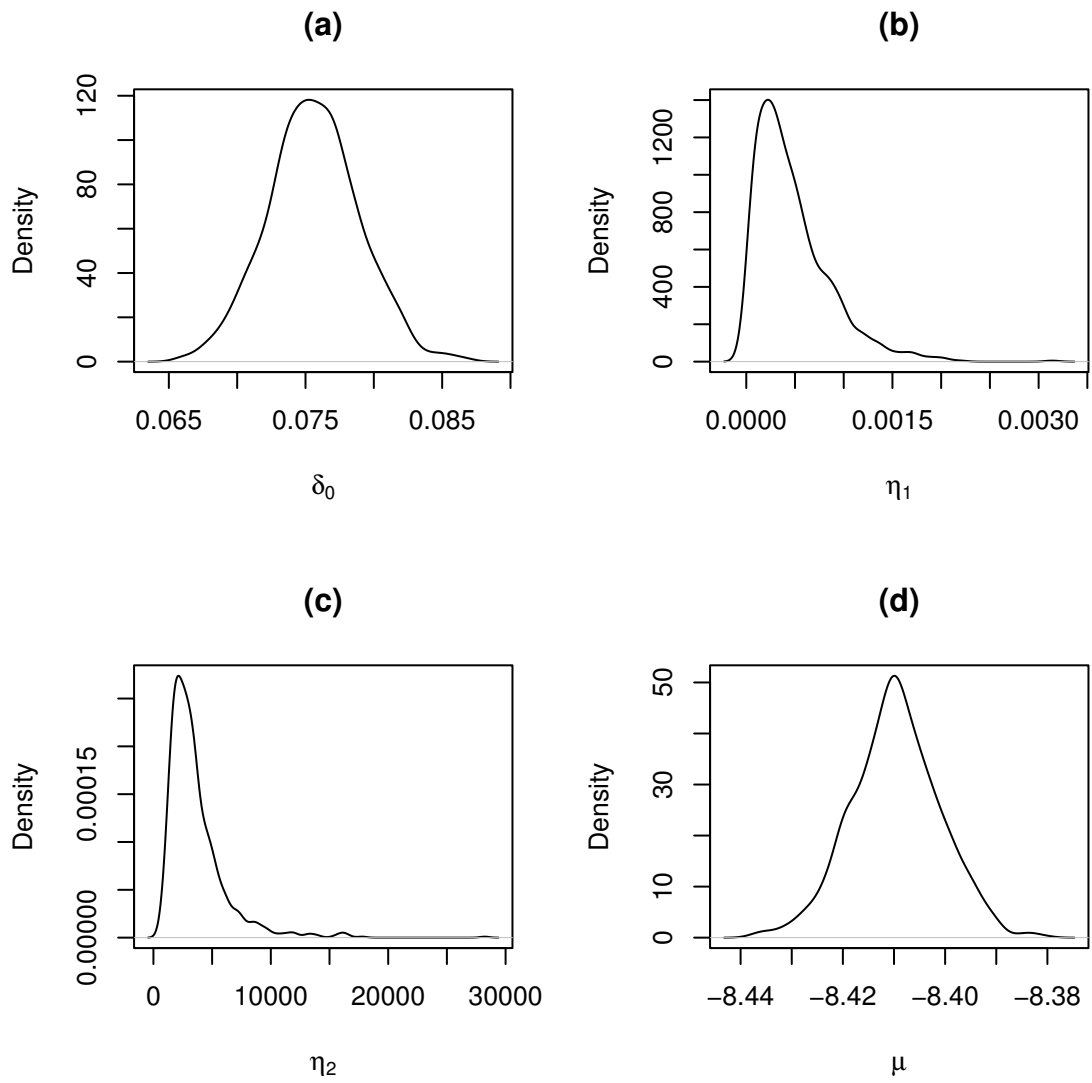 (a)
Density
0 40 80 120
0.065 0.075 0.085
δ0
(b)
Density
0 400 800 1200
0.0000 0.0015 0.0030
η1
(c)
Density
0.00000 0.00015
0 10000 20000 30000
η2
(d)
Density
0 10 30 50
−8.44 −8.42 −8.40 −8.38
μ